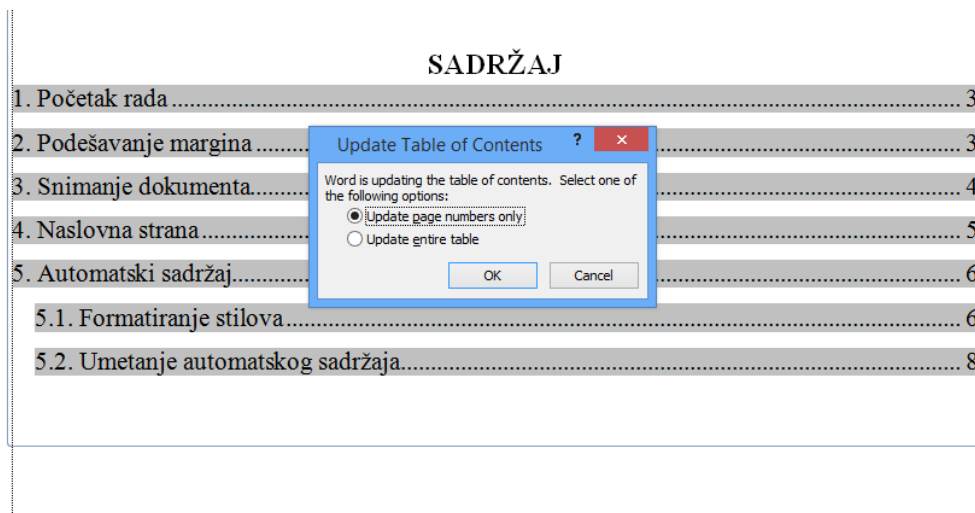 SADRŽAJ
1. Početak rada ........................................................................................................................ 3
2. Podešavanje margina ........ ........................................................ 3
3. Snimanje dokumenta........ ........................................................ 4
4. Naslovna strana ................ ........................................................ 5
5. Automatski sadržaj............ ........................................................ 6
5.1. Formatiranje stilova ................................................................................................ 6
5.2. Umetanje automatskog sadržaja................................................................................ 8
Update Table of Contents ? ×
Word is updating the table of contents. Select one of
the following options:
Update page numbers only
Update entire table
OK Cancel